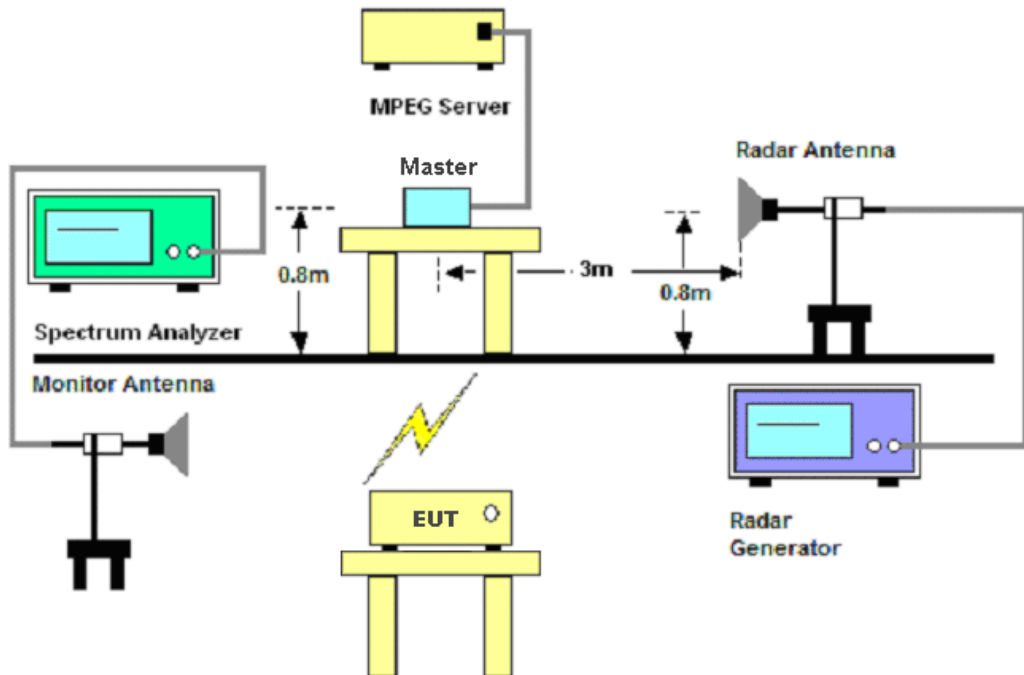 MPEG Server
Master
Radar Antenna
0.8m
3m
0.8m
Spectrum Analyzer
Monitor Antenna
EUT
Radar
Generator